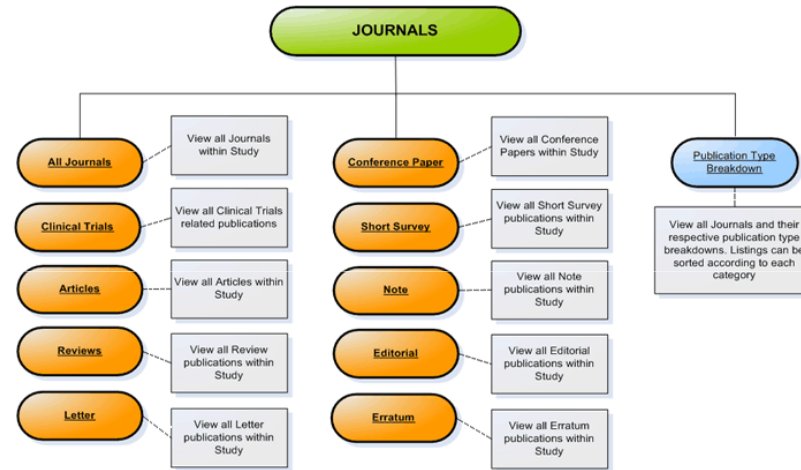 JOURNALS
All Journals
View all Journals
within Study
Clinical Trials
View all Clinical Trials
related publications
Articles
View all Articles within
Study
Reviews
View all Review
publications within
Study
Letter
View all Letter
publications within
Study
Conference Paper
View all Conference
Papers within Study
Short Survey
View all Short Survey
publications within
Study
Note
View all Note
publications within
Study
Editorial
View all Editorial
publications within
Study
Erratum
View all Erratum
publications within
Study
Publication Type
Breakdown
View all Journals and their
respective publication type
breakdowns. Listings can be
sorted according to each
category